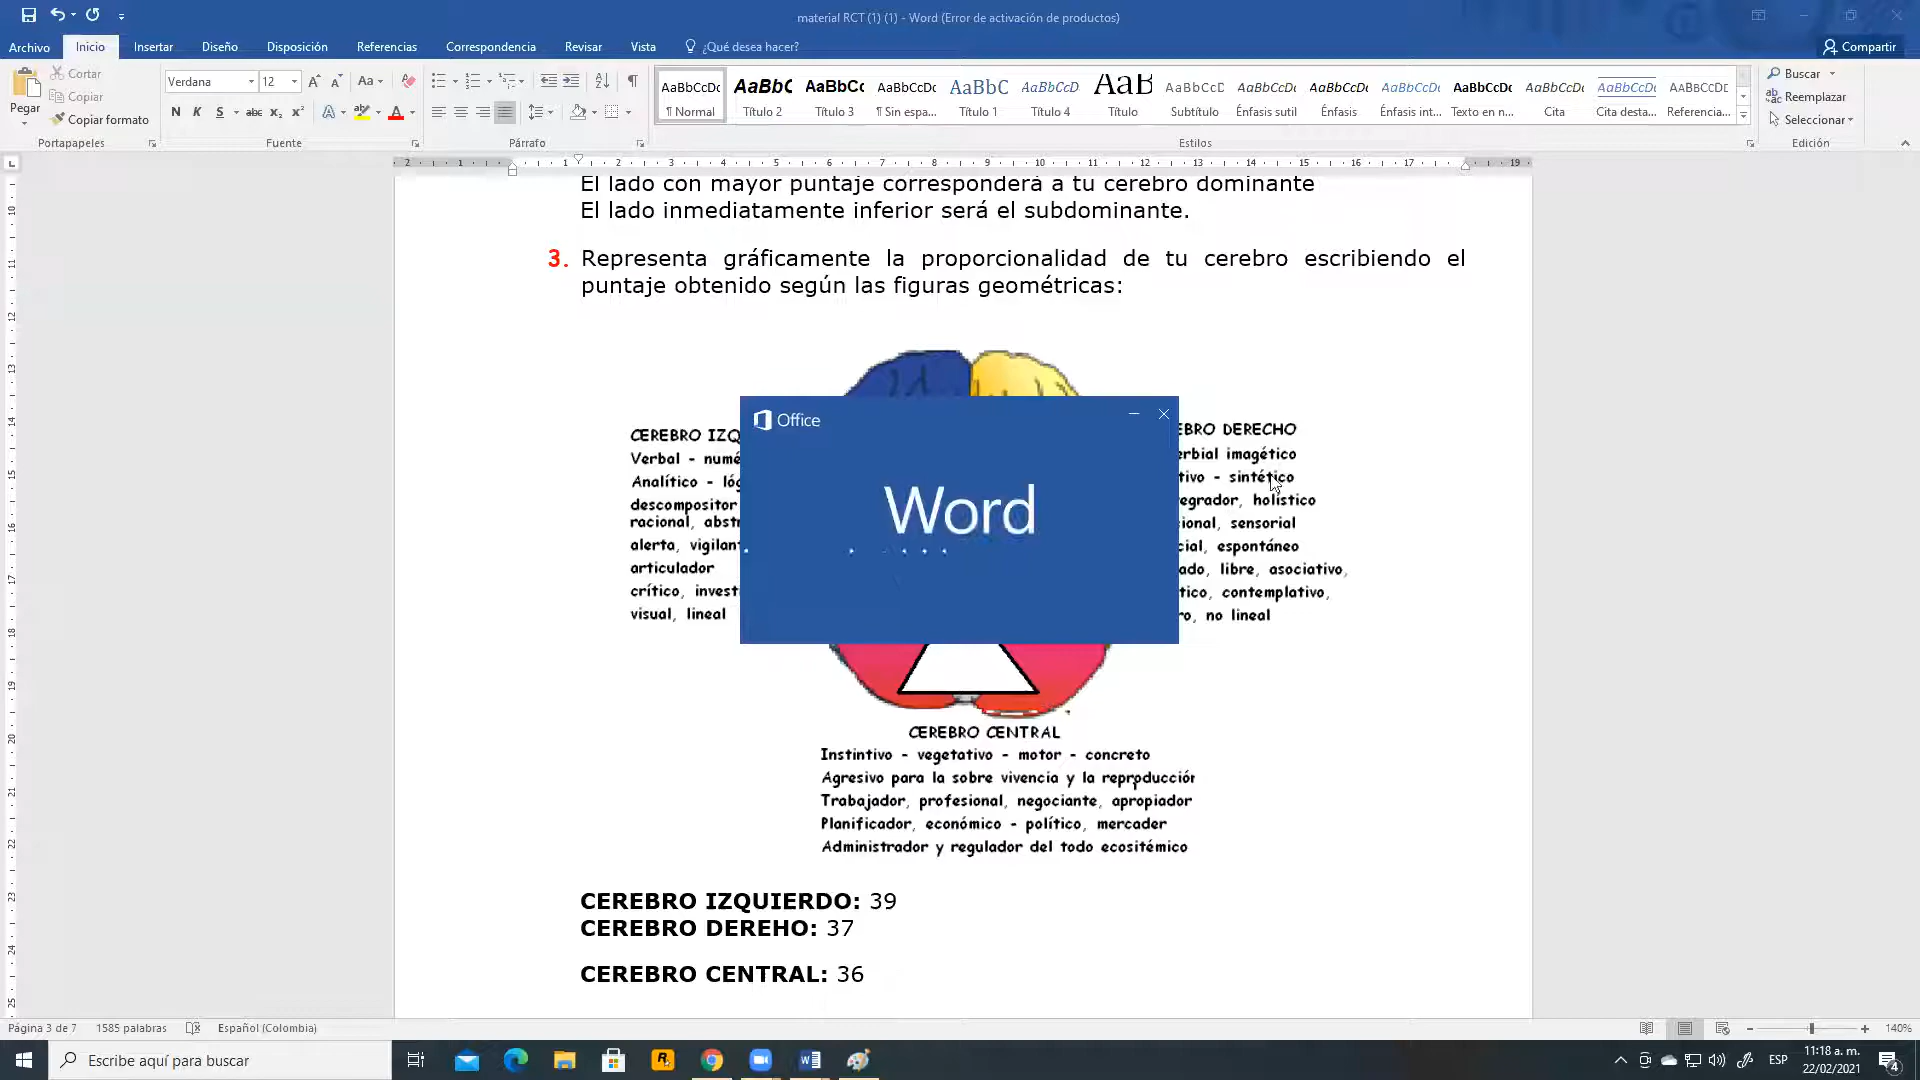 material RCT (1) (1) - Word (Error de activación de productos)
Archivo Inicio Insertar Diseño Disposición Referencias Correspondencia Revisar Vista ¿Qué desea hacer? Compartir
Pegar
Cortar
Copiar
Copiar formato
Portapapeles
Verdana 12
Fuente
Párrafo
AaBbCcDc AaBbC AaBbCc AaBbCcDc AaBbC AaBbCcD AaB AaBbCcD AaBbCcDc AaBbCcDc AaBbCcDc AaBbCcDc AaBbCcDc AaBbCcDc AABBCCDE
¶ Normal Título 2 Título 3 ¶ Sin espa... Título 1 Título 4 Título Subtítulo Énfasis sutil Énfasis Énfasis int... Texto en n... Cita Cita desta... Referencia...
Estilos
Buscar
Reemplazar
Seleccionar
Edición
El lado con mayor puntaje corresponderá a tu cerebro dominante
El lado inmediatamente inferior será el subdominante.
3. Representa gráficamente la proporcionalidad de tu cerebro escribiendo el
puntaje obtenido según las figuras geométricas:
CEREBRO IZQ
Verbal - numé
Analítico - lóg
descompositor
racional, abstr
alerta, vigilant
articulador
crítico, invest
visual, lineal
Office
Word
EBRO DERECHO
erbial imagético
tivo - sintético
egrador, holístico
ional, sensorial
cial, espontáneo
ado, libre, asociativo,
tico, contemplativo,
ro, no lineal
CEREBRO CENTRAL
Instintivo - vegetativo - motor - concreto
Agresivo para la sobre vivencia y la reproducción
Trabajador, profesional, negociante, apropiador
Planificador, económico - político, mercader
Administrador y regulador del todo ecositémico
CEREBRO IZQUIERDO: 39
CEREBRO DEREHO: 37
CEREBRO CENTRAL: 36
Página 3 de 7 1585 palabras Español (Colombia) 140%
Escribe aquí para buscar
ESP
11:18 a. m.
22/02/2021
4